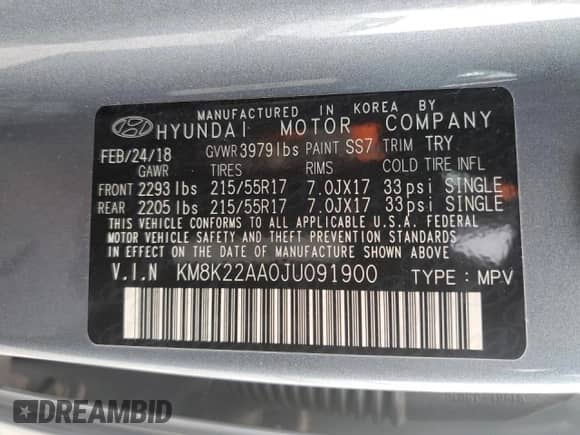 MANUFACTURED IN KOREA BY
HYUNDAI MOTOR COMPANY
FEB/24/18 GVWR 3979lbs PAINT SS7 TRIM TRY
GAWR TIRES RIMS COLD TIRE INFL
FRONT 2293lbs 215/55R17 7.0JX17 33psi SINGLE
REAR 2205lbs 215/55R17 7.0JX17 33psi SINGLE
THIS VEHICLE CONFORMS TO ALL APPLICABLE U.S.A. FEDERAL
MOTOR VEHICLE SAFETY AND THEFT PREVENTION STANDARDS
IN EFFECT ON THE DATE OF MANUFACTURE SHOWN ABOVE.
V.I.N KM8K22AA0JU091900 TYPE : MPV
DREAMBID